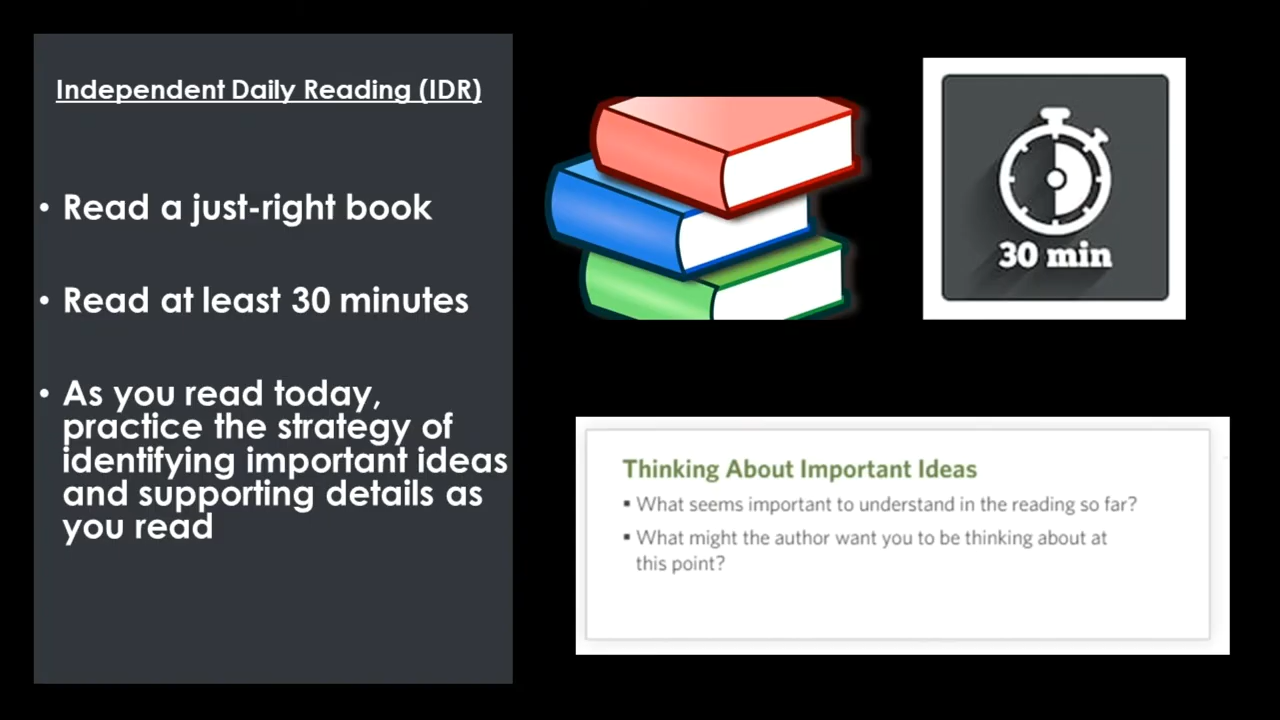 Independent Daily Reading (IDR)
• Read a just-right book
• Read at least 30 minutes
• As you read today,
practice the strategy of
identifying important ideas
and supporting details as
you read
30 min
Thinking About Important Ideas
▪ What seems important to understand in the reading so far?
▪ What might the author want you to be thinking about at
this point?